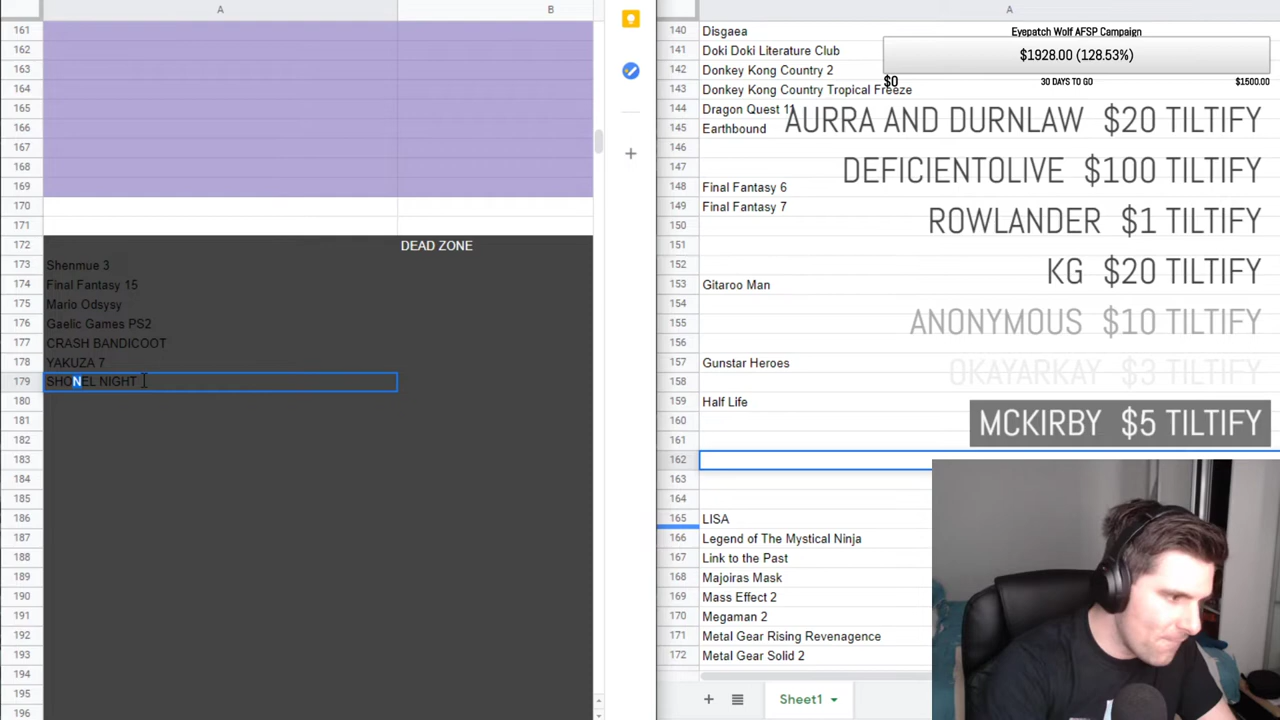 A
B
161
162
163
164
165
166
167
168
169
170
171
172 DEAD ZONE
173 Shenmue 3
174 Final Fantasy 15
175 Mario Odsysy
176 Gaelic Games PS2
177 CRASH BANDICOOT
178 YAKUZA 7
179 SHONEL NIGHT
180
181
182
183
184
185
186
187
188
189
190
191
192
193
194
195
196
A
140 Disgaea
141 Doki Doki Literature Club
142 Donkey Kong Country 2
143 Donkey Kong Country Tropical Freeze
144 Dragon Quest 11
145 Earthbound
146
147
148 Final Fantasy 6
149 Final Fantasy 7
150
151
152
153 Gitaroo Man
154
155
157 Gunstar Heroes
158
159 Half Life
160
161
162
163
164
165 LISA
166 Legend of The Mystical Ninja
167 Link to the Past
168 Majoiras Mask
169 Mass Effect 2
170 Megaman 2
171 Metal Gear Rising Revenagence
172 Metal Gear Solid 2
Sheet1
Eyepatch Wolf AFSP Campaign
$1928.00 (128.53%)
$0 30 DAYS TO GO $1500.00
AURRA AND DURNLAW $20 TILTIFY
DEFICIENTOLIVE $100 TILTIFY
ROWLANDER $1 TILTIFY
KG $20 TILTIFY
ANONYMOUS $10 TILTIFY
OKAYARKAY $3 TILTIFY
MCKIRBY $5 TILTIFY